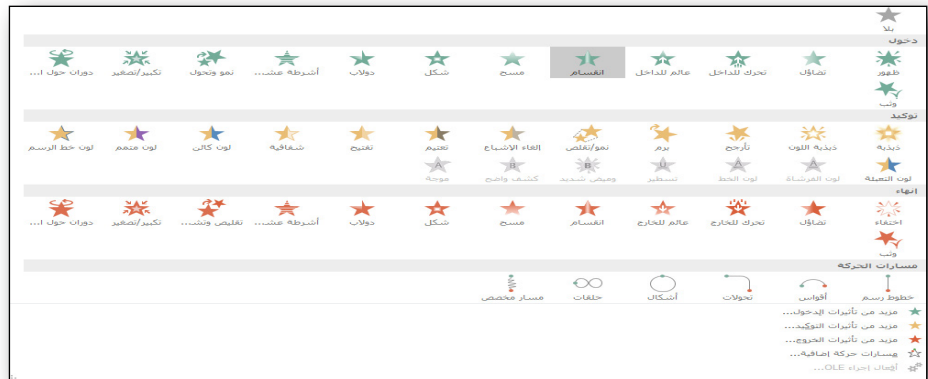 بلا
دخول
ظهور تضاؤل تحرك للداخل عالم للداخل انقسام مسح شكل دولاب أشرطة عشـ... نمو وتحول تكبير/تصغير دوران حول ا...
وثب
توكيد
ذبذبة ذبذبة اللون تأرجح برم نمو/تقلص إلغاء الإشباع تعتيم تفتيح شفافية لون كائن لون متمم لون خط الرسم
لون التعبئة لون الفرشاة لون الخط تسطير وميض شديد كشف واضح موجة
إنهاء
اختفاء تضاؤل تحرك للخارج عالم للخارج انقسام مسح شكل دولاب أشرطة عشـ... تقليص وتشـ... تكبير/تصغير دوران حول ا...
وثب
مسارات الحركة
خطوط رسم أقواس تحولات أشكال حلقات مسار مخصص
مزيد من تأثيرات الدخول...
مزيد من تأثيرات التوكيد...
مزيد من تأثيرات الخروج...
مسارات حركة إضافية...
أفعال إجراء OLE...